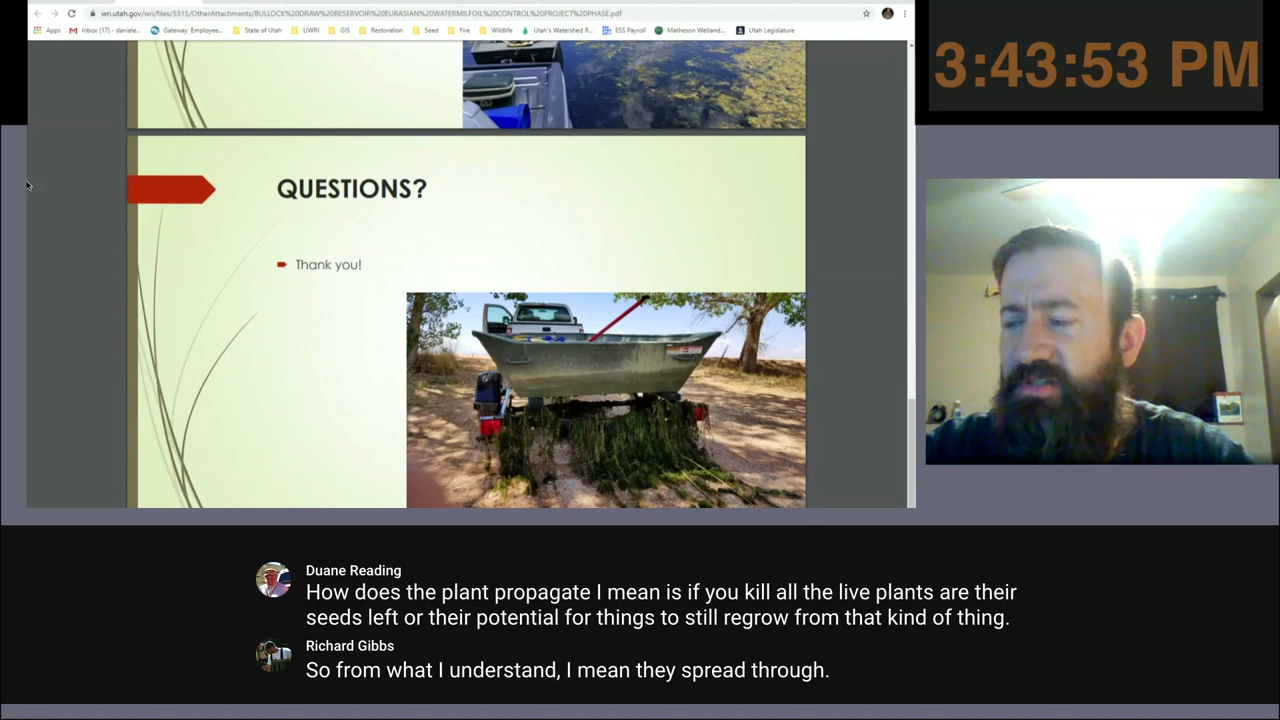 wri.utah.gov/wri/files/5315/OtherAttachments/BULLOCK%20DRAW%20RESERVOIR%20EURASIAN%20WATERMILFOIL%20CONTROL%20PROJECT%20PHASE.pdf
Apps Inbox (17) - daniele... Gateway Employee... State of Utah UWRI GIS Restoration Seed Fire Wildlife Utah's Watershed R... ESS Payroll Matheson Wetland... Utah Legislature
3:43:53 PM
QUESTIONS?
Thank you!
Duane Reading
How does the plant propagate I mean is if you kill all the live plants are their
seeds left or their potential for things to still regrow from that kind of thing.
Richard Gibbs
So from what I understand, I mean they spread through.